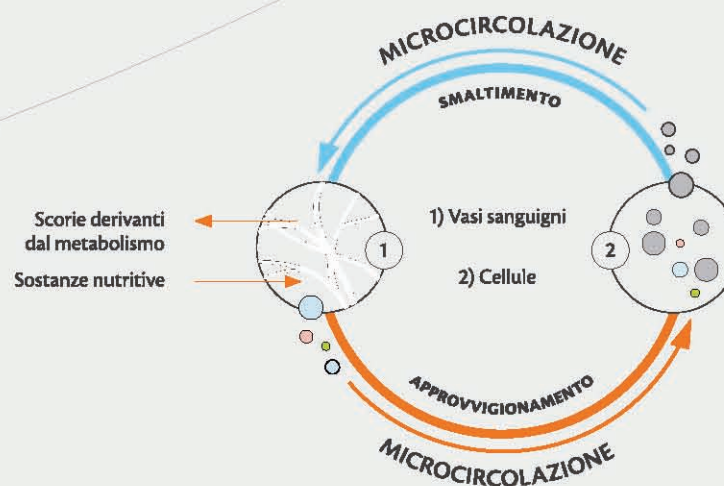 MICROCIRCOLAZIONE
SMALTIMENTO
Scorie derivanti
dal metabolismo
Sostanze nutritive
1
1) Vasi sanguigni
2) Cellule
2
APPROVVIGIONAMENTO
MICROCIRCOLAZIONE